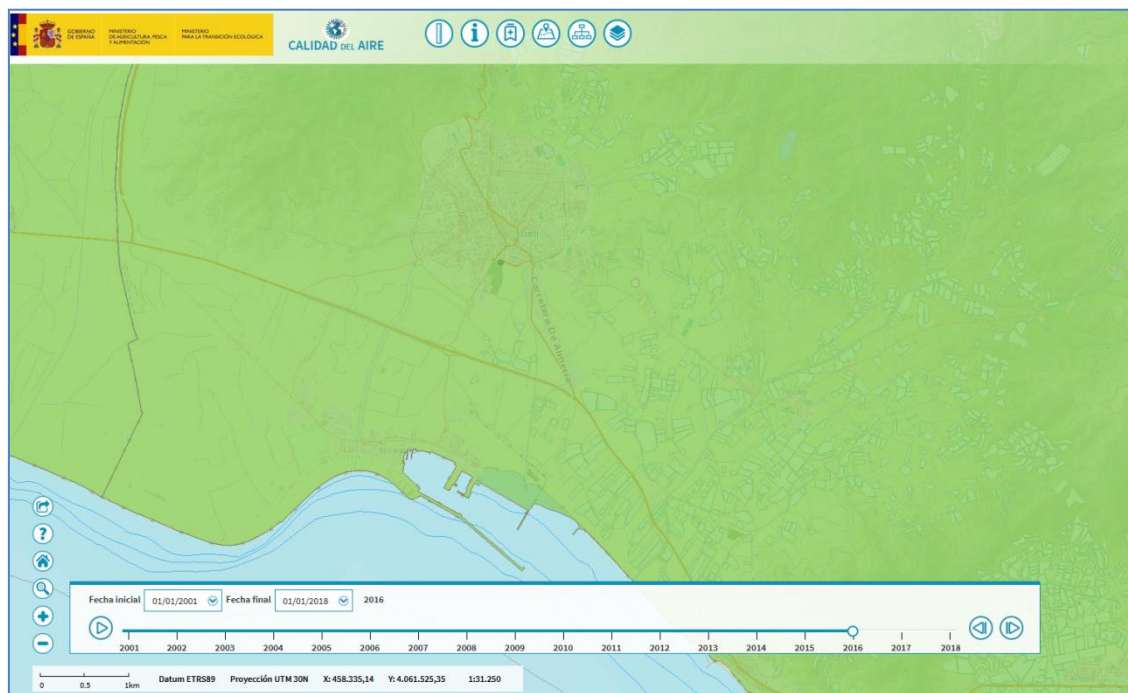 GOBIERNO
DE ESPAÑA
MINISTERIO
DE AGRICULTURA, PESCA
Y ALIMENTACIÓN
MINISTERIO
PARA LA TRANSICIÓN ECOLÓGICA
CALIDAD DEL AIRE
Carretera De Almería
Fecha inicial 01/01/2001 Fecha final 01/01/2018 2016
2001 2002 2003 2004 2005 2006 2007 2008 2009 2010 2011 2012 2013 2014 2015 2016 2017 2018
0 0.5 1km Datum ETRS89 Proyección UTM 30N X: 458.335,14 Y: 4.061.525,35 1:31.250